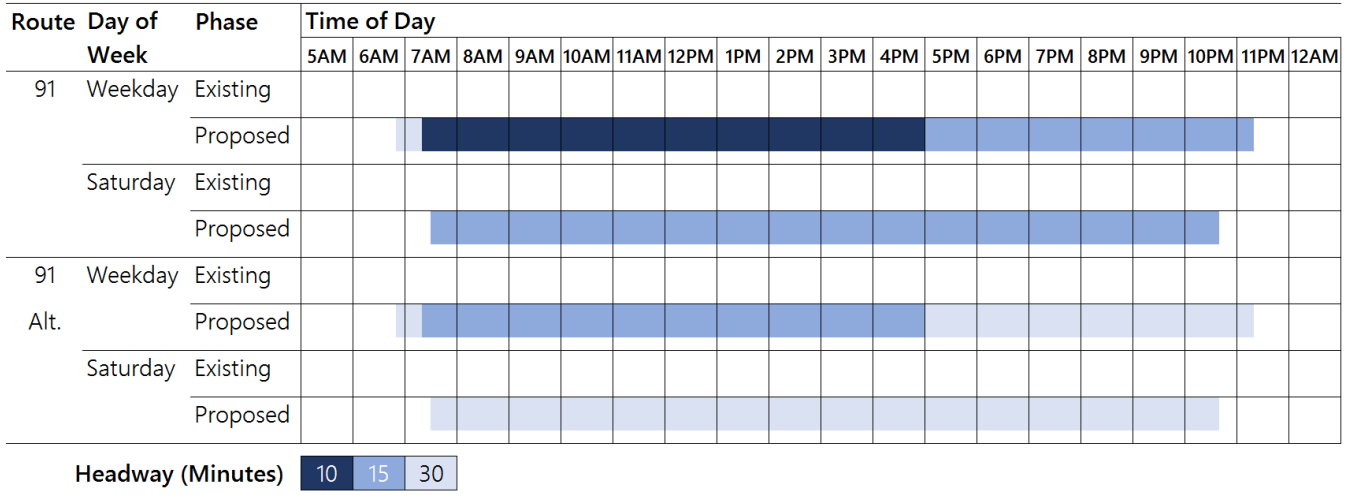 Route Day of Week Phase Time of Day
5AM 6AM 7AM 8AM 9AM 10AM 11AM 12PM 1PM 2PM 3PM 4PM 5PM 6PM 7PM 8PM 9PM 10PM 11PM 12AM
91 Weekday Existing
Proposed
Saturday Existing
Proposed
91 Weekday Existing
Alt. Proposed
Saturday Existing
Proposed
Headway (Minutes) 10 15 30